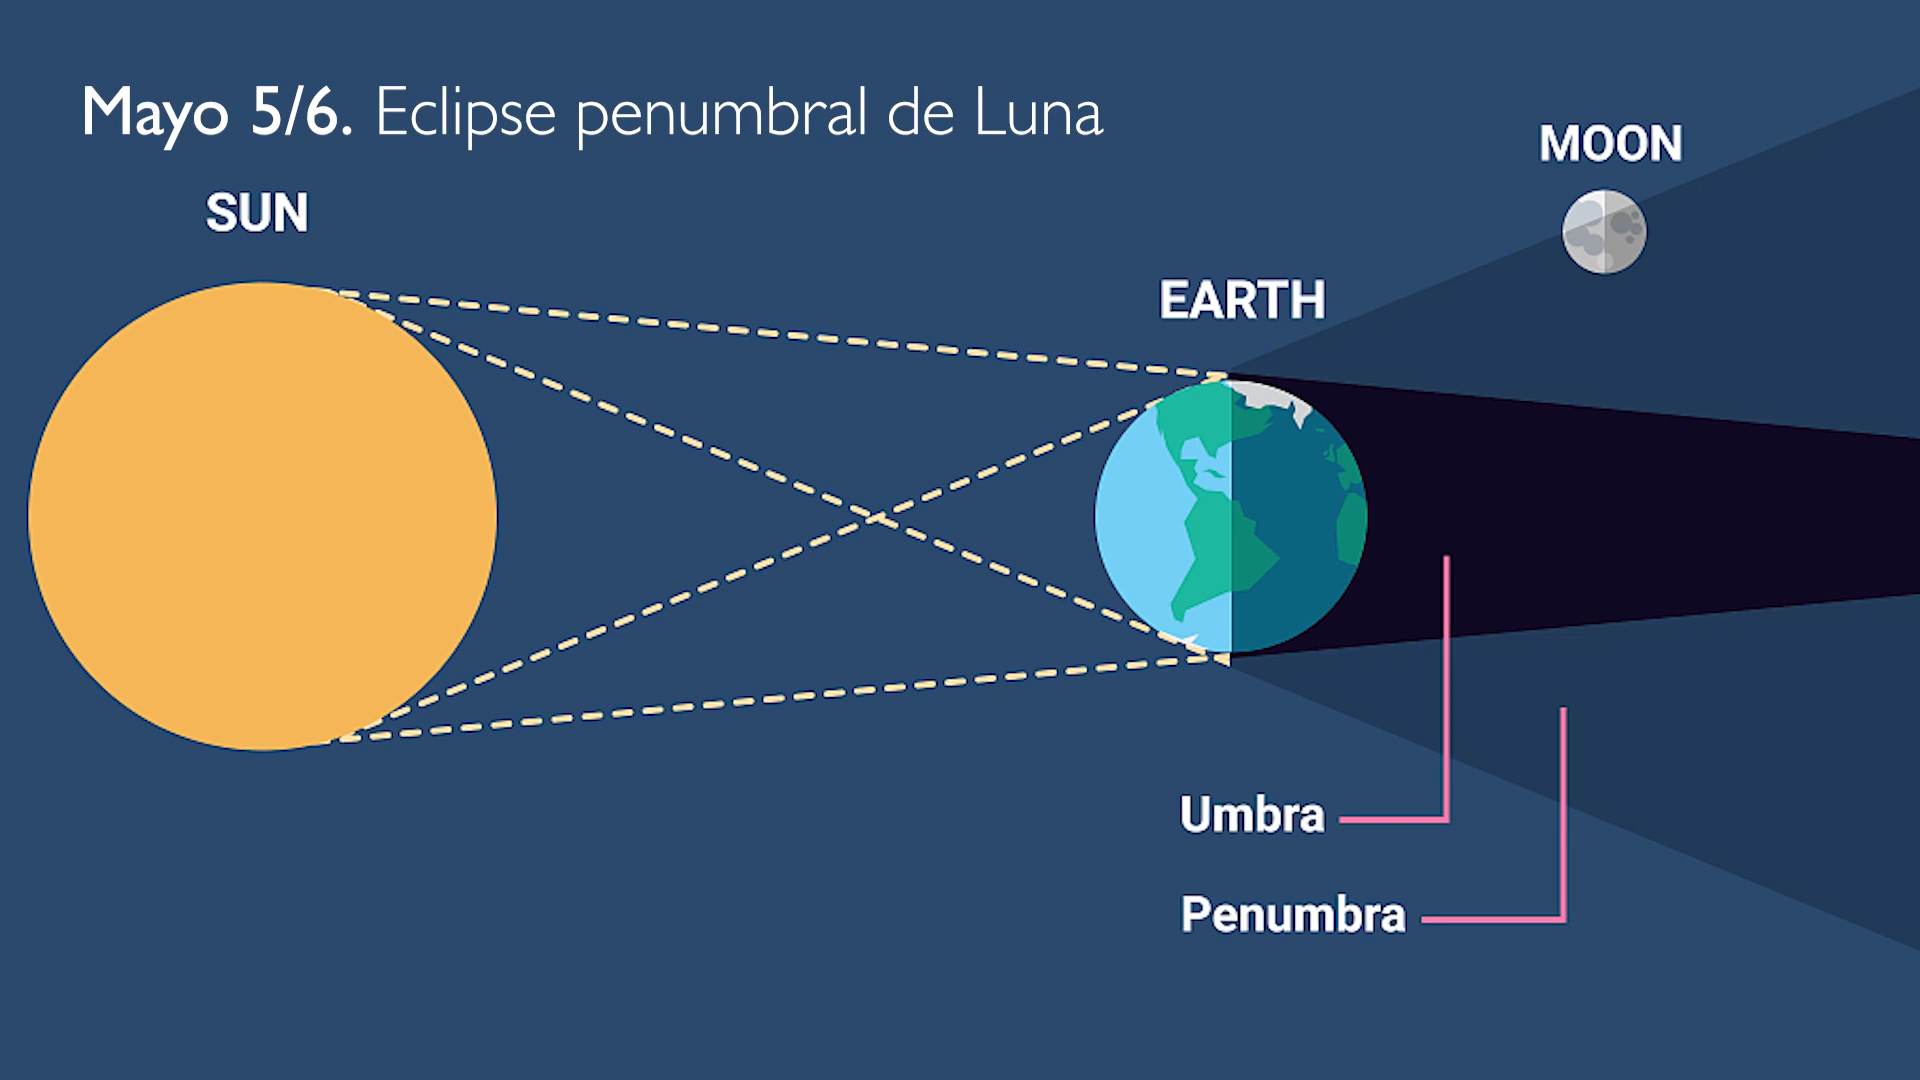 Mayo 5/6. Eclipse penumbral de Luna
MOON
SUN
EARTH
Umbra
Penumbra